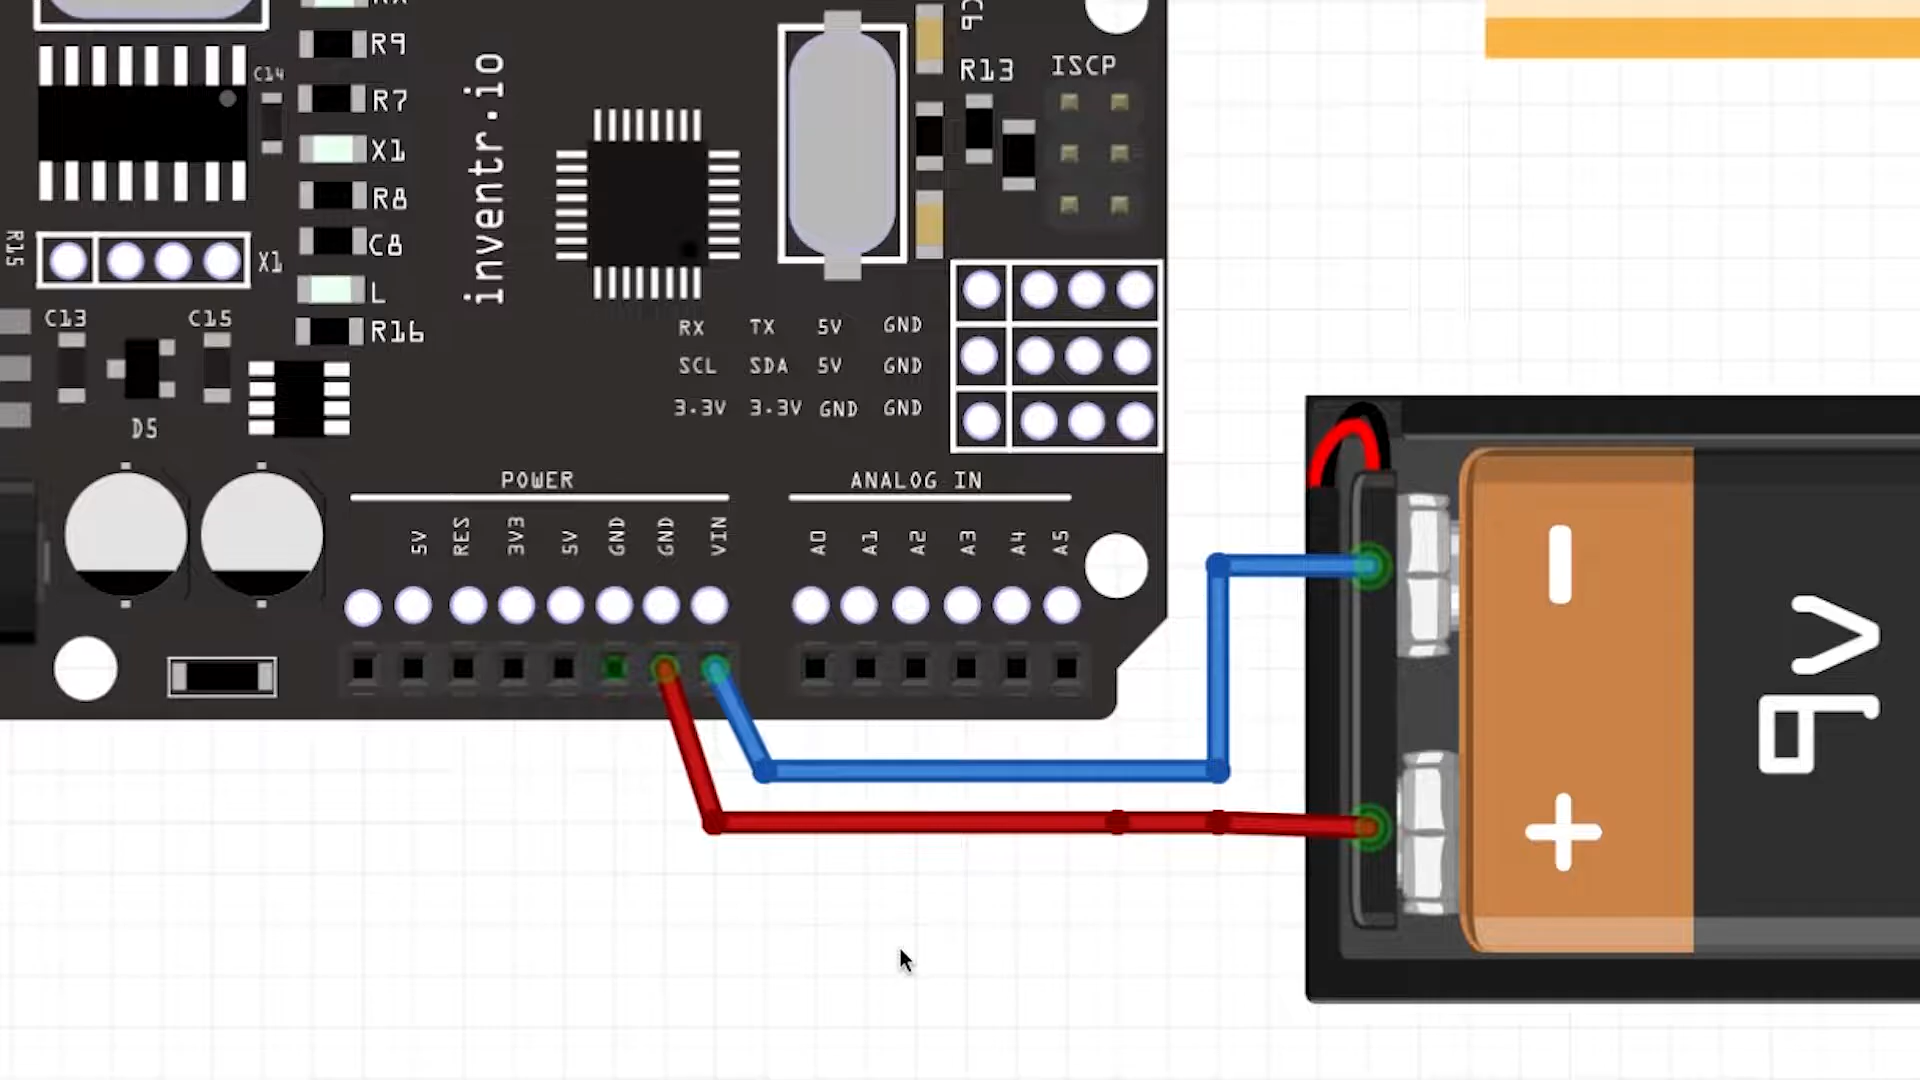 R9
C14
R13
ISCP
R7
X1
R8
R15
X1
C8
L
R16
inventr.io
C13
C15
D5
RX TX 5V GND
SCL SDA 5V GND
3.3V 3.3V GND GND
POWER
ANALOG IN
5V RES 3V3 5V GND GND VIN
A0 A1 A2 A3 A4 A5
-
+
9V